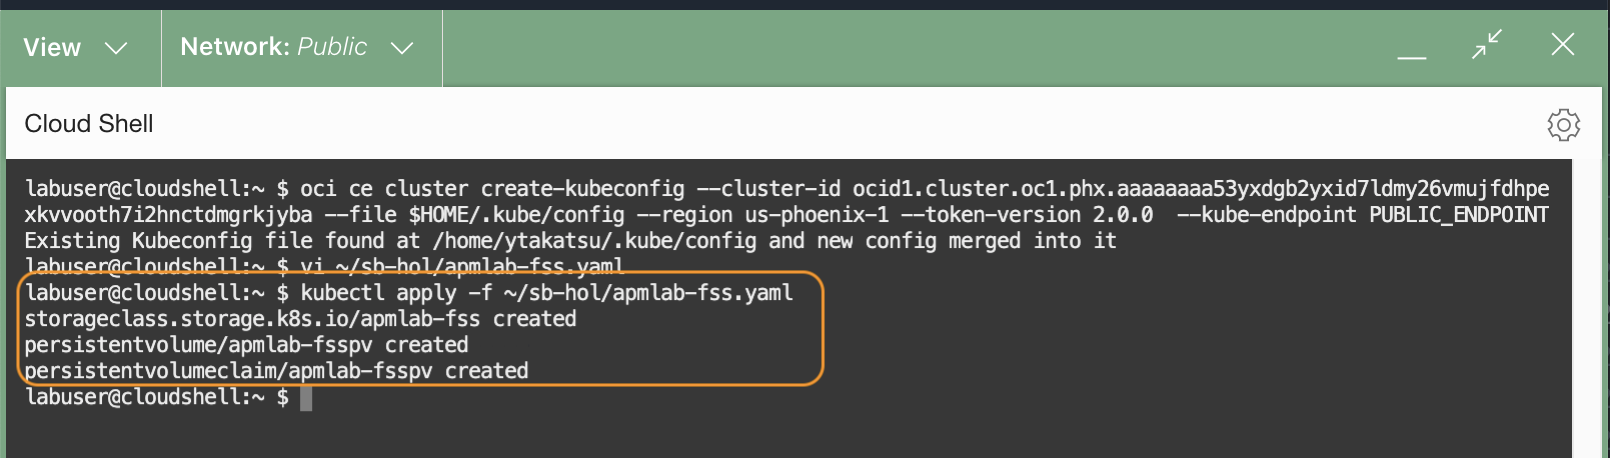 View
Network: Public
Cloud Shell
labuser@cloudshell:~ $ oci ce cluster create-kubeconfig --cluster-id ocid1.cluster.oc1.phx.aaaaaaaa53yxdgb2yxid7ldmy26vmujfdhpe
xkvvooth7i2hnctdmgrkjyba --file $HOME/.kube/config --region us-phoenix-1 --token-version 2.0.0  --kube-endpoint PUBLIC_ENDPOINT
Existing Kubeconfig file found at /home/ytakatsu/.kube/config and new config merged into it
labuser@cloudshell:~ $ vi ~/sb-hol/apmlab-fss.yaml
labuser@cloudshell:~ $ kubectl apply -f ~/sb-hol/apmlab-fss.yaml
storageclass.storage.k8s.io/apmlab-fss created
persistentvolume/apmlab-fsspv created
persistentvolumeclaim/apmlab-fsspv created
labuser@cloudshell:~ $